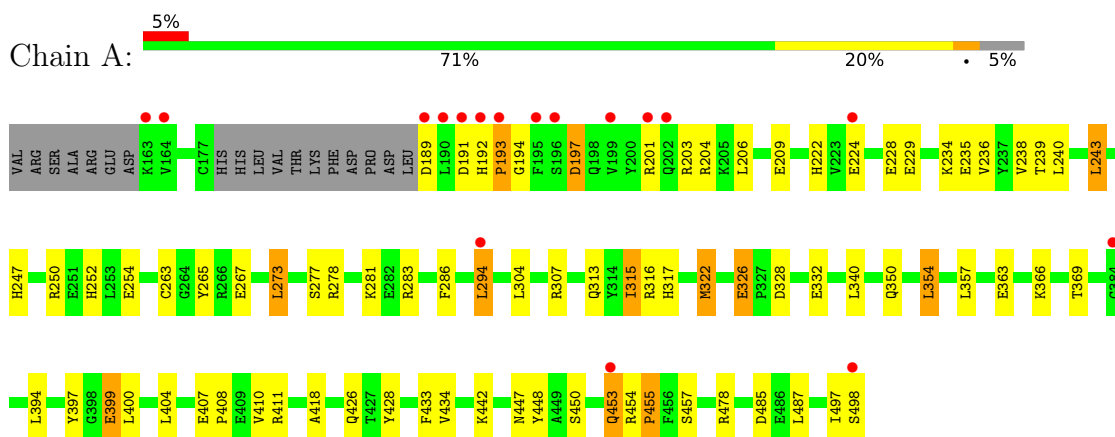 5%
Chain A:
71% 20% • 5%
VAL ARG SER ALA ARG GLU ASP K163 V164 C177 HIS HIS LEU VAL THR LYS PHE ASP PRO ASP LEU D189 L190 D191 H192 P193 G194 F195 S196 D197 Q198 V199 Y200 R201 Q202 R203 R204 K205 L206 E209 H222 V223 E224 E228 E229 K234 E235 V236 Y237 V238 T239 L240 L243
H247 R250 E251 H252 L253 E254 C263 G264 Y265 R266 E267 L273 S277 R278 K281 E282 R283 F286 L294 L304 R307 Q313 Y314 I315 R316 H317 M322 E326 P327 D328 E332 L340 Q350 L354 L357 E363 K366 T369 G384
L394 Y397 G398 E399 L400 L404 E407 P408 E409 V410 R411 A418 Q426 T427 Y428 F433 V434 K442 N447 Y448 A449 S450 Q453 R454 P455 F456 S457 R478 D485 E486 L487 I497 S498